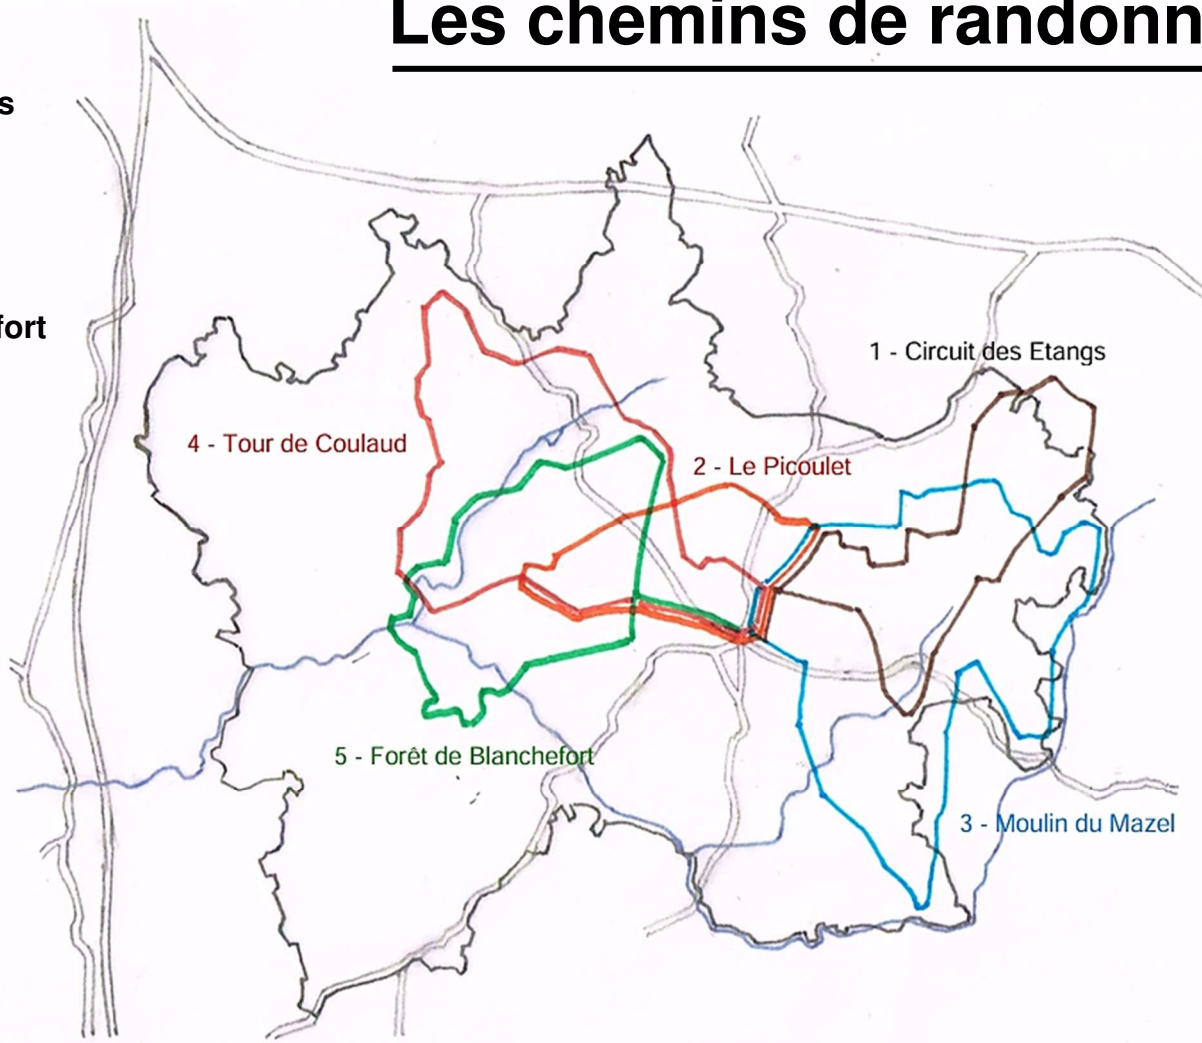 Les chemins de randonn
s
fort
1 - Circuit des Etangs
4 - Tour de Coulaud
2 - Le Picoulet
5 - Forêt de Blanchefort
3 - Moulin du Mazel